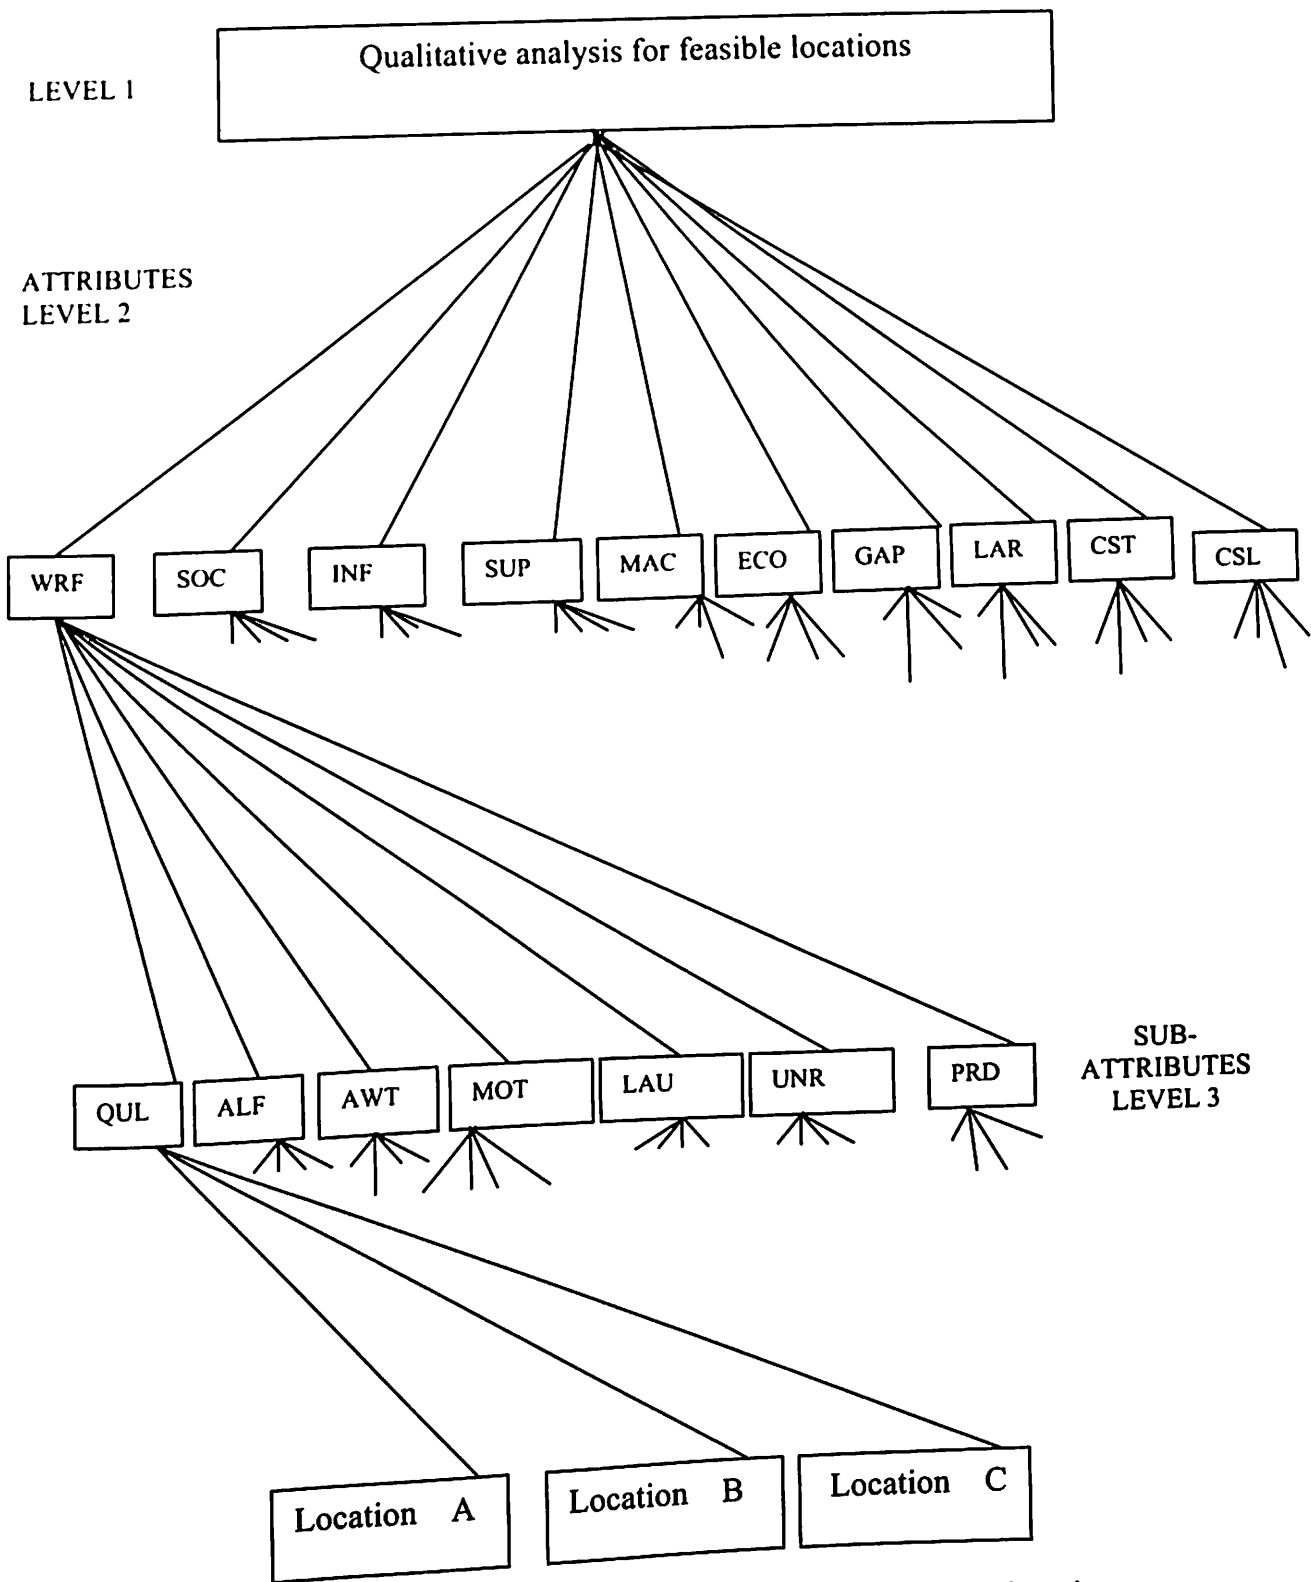 Qualitative analysis for feasible locations
LEVEL 1
ATTRIBUTES
LEVEL 2
WRF
SOC
INF
SUP
MAC
ECO
GAP
LAR
CST
CSL
SUB-
ATTRIBUTES
LEVEL 3
QUL
ALF
AWT
MOT
LAU
UNR
PRD
Location A
Location B
Location C